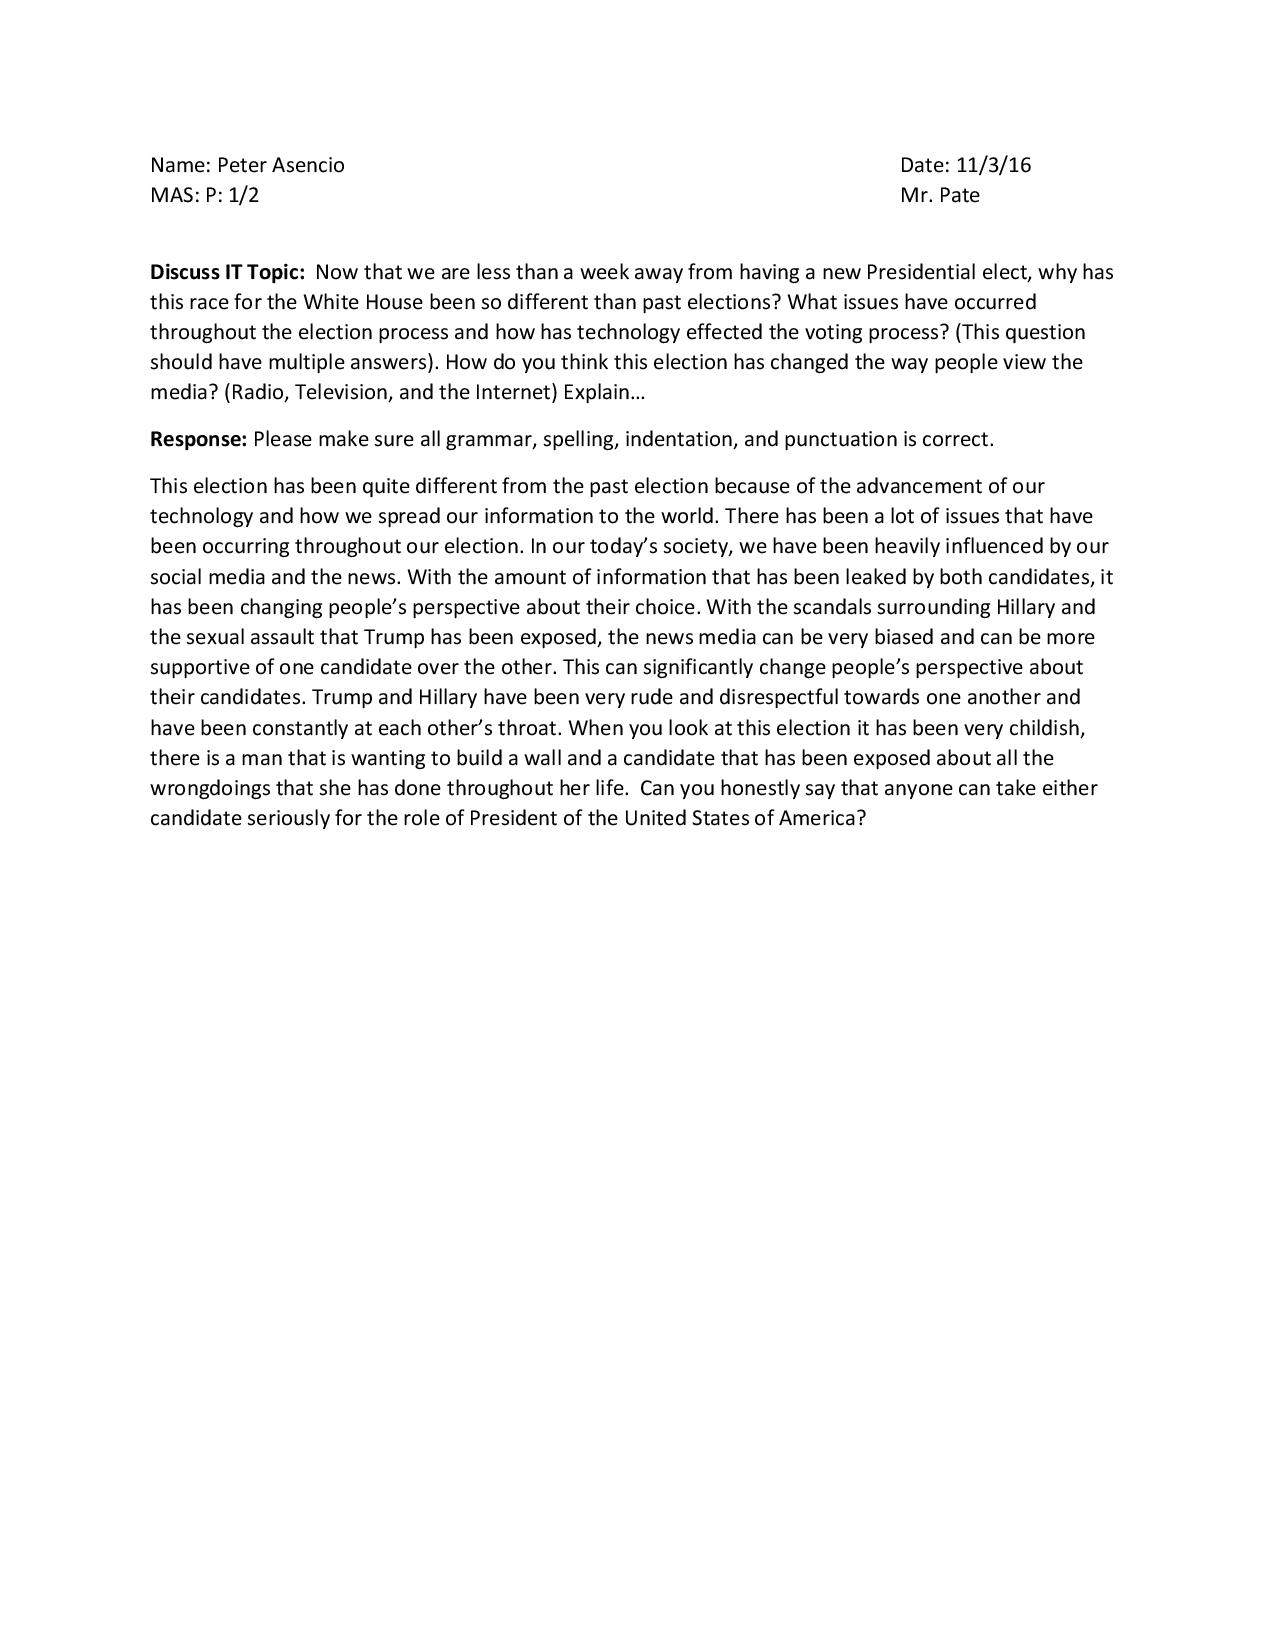 Name: Peter Asencio Date: 11/3/16
MAS: P: 1/2 Mr. Pate
Discuss IT Topic:  Now that we are less than a week away from having a new Presidential elect, why has
this race for the White House been so different than past elections? What issues have occurred
throughout the election process and how has technology effected the voting process? (This question
should have multiple answers). How do you think this election has changed the way people view the
media? (Radio, Television, and the Internet) Explain…
Response: Please make sure all grammar, spelling, indentation, and punctuation is correct.
This election has been quite different from the past election because of the advancement of our
technology and how we spread our information to the world. There has been a lot of issues that have
been occurring throughout our election. In our today’s society, we have been heavily influenced by our
social media and the news. With the amount of information that has been leaked by both candidates, it
has been changing people’s perspective about their choice. With the scandals surrounding Hillary and
the sexual assault that Trump has been exposed, the news media can be very biased and can be more
supportive of one candidate over the other. This can significantly change people’s perspective about
their candidates. Trump and Hillary have been very rude and disrespectful towards one another and
have been constantly at each other’s throat. When you look at this election it has been very childish,
there is a man that is wanting to build a wall and a candidate that has been exposed about all the
wrongdoings that she has done throughout her life.  Can you honestly say that anyone can take either
candidate seriously for the role of President of the United States of America?